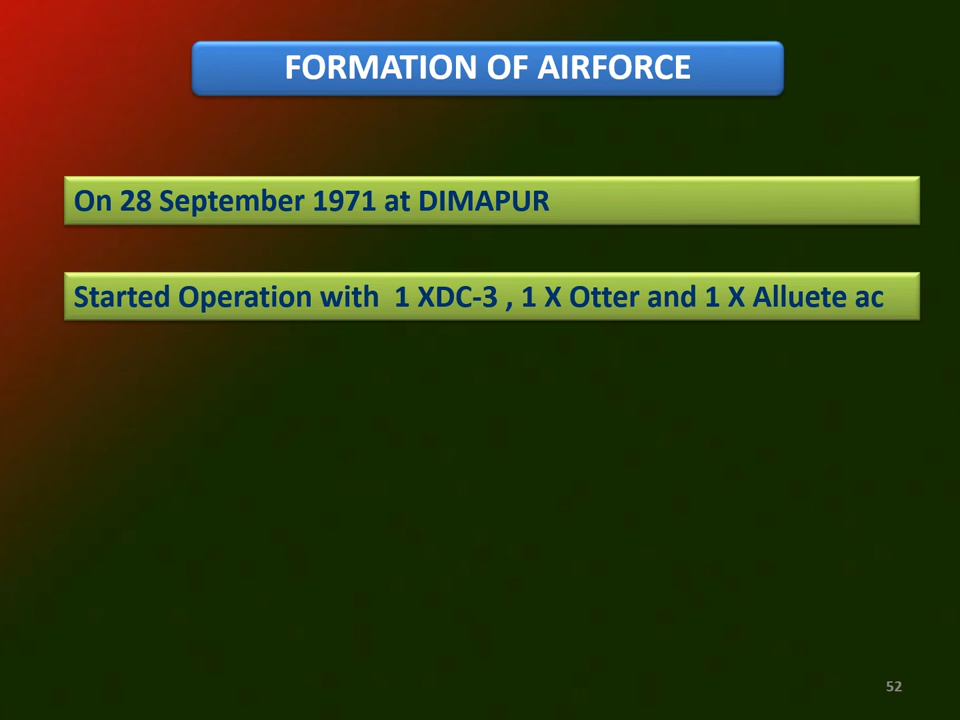 FORMATION OF AIRFORCE
On 28 September 1971 at DIMAPUR
Started Operation with 1 XDC-3 , 1 X Otter and 1 X Alluete ac
52